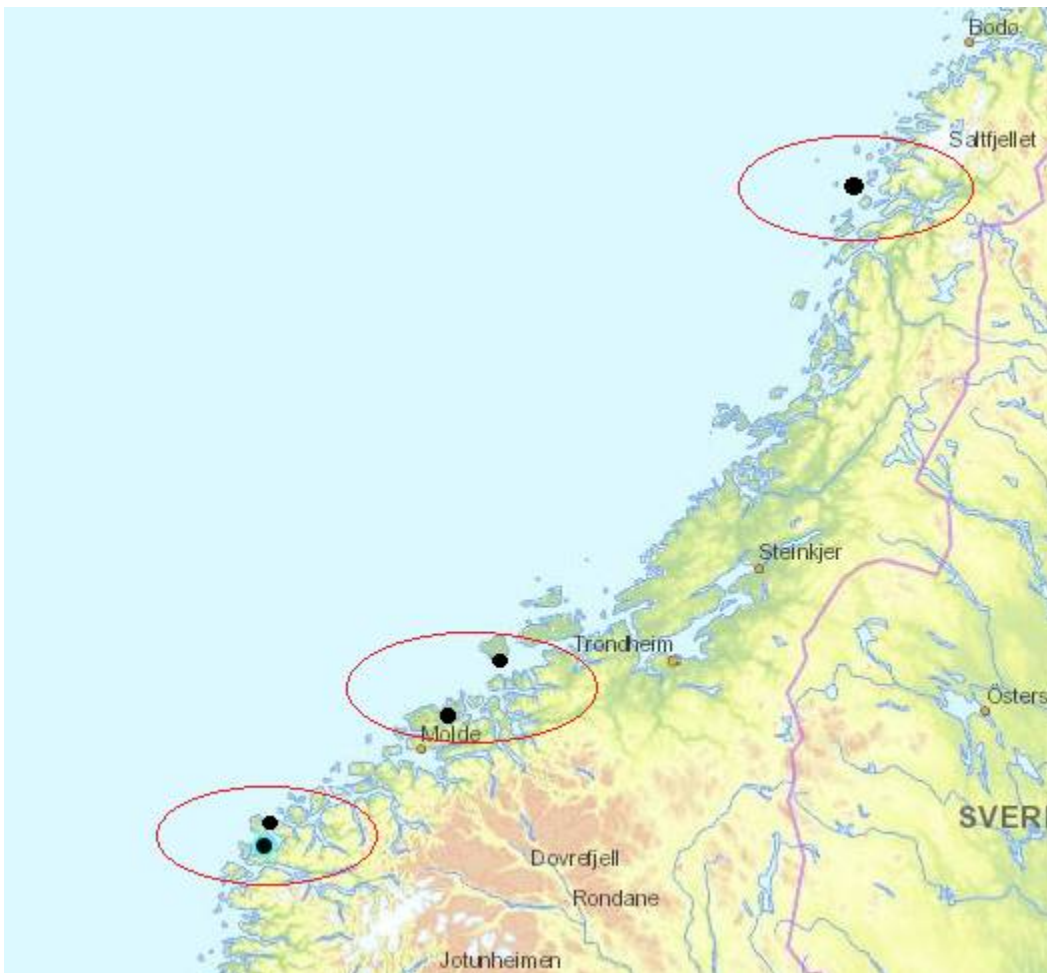 Bodø
Saltfjellet
Steinkjer
Trondheim
Östers
Molde
SVERI
Dovrefjell
Rondane
Jotunheimen